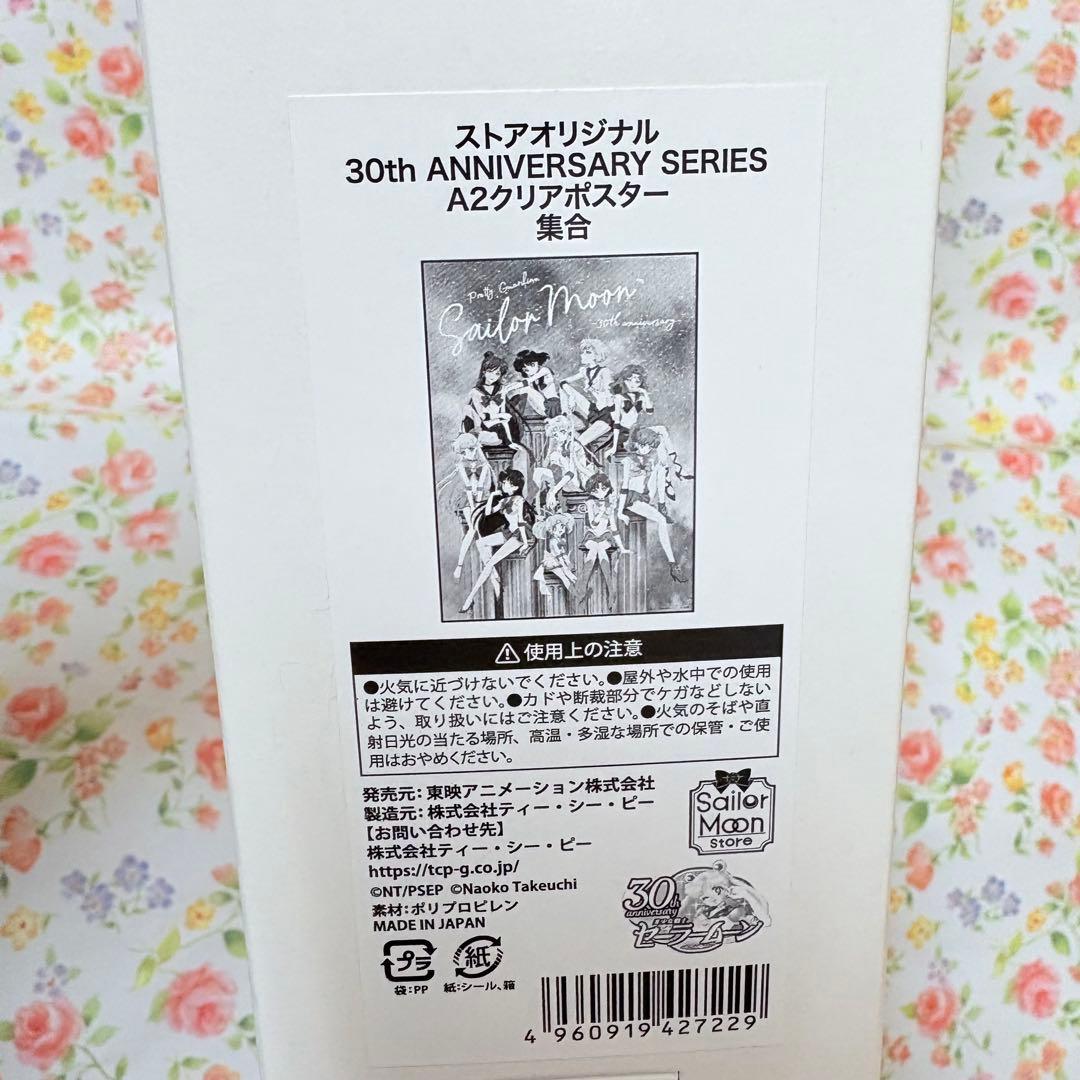 ストアオリジナル
30th ANNIVERSARY SERIES
A2クリアポスター
集合
Pretty Guardian
Sailor Moon
30th anniversary
⚠使用上の注意
●火気に近づけないでください。●屋外や水中での使用
は避けてください。●カドや断裁部分でケガなどしない
よう、取り扱いにはご注意ください。●火気のそばや直
射日光の当たる場所、高温・多湿な場所での保管・ご使
用はおやめください。
発売元：東映アニメーション株式会社
製造元：株式会社ティー・シー・ピー
【お問い合わせ先】
株式会社ティー・シー・ピー
https://tcp-g.co.jp/
©NT/PSEP ©Naoko Takeuchi
素材：ポリプロピレン
MADE IN JAPAN
Sailor
Moon
Store
30th
anniversary
美少女戦士
セーラームーン
プラ
袋：PP
紙
紙：シール、箱
4 960919 427229